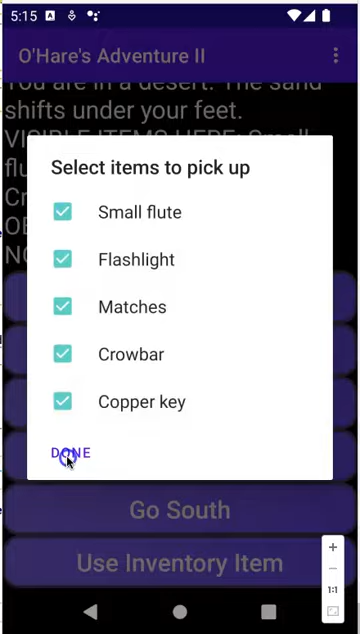 5:15
O'Hare's Adventure II
You are in a desert. The sand
shifts under your feet.
VISIBLE ITEMS HERE: Small
flu
Cr
OB
NO
Select items to pick up
Small flute
Flashlight
Matches
Crowbar
Copper key
DONE
Go South
Use Inventory Item
1:1